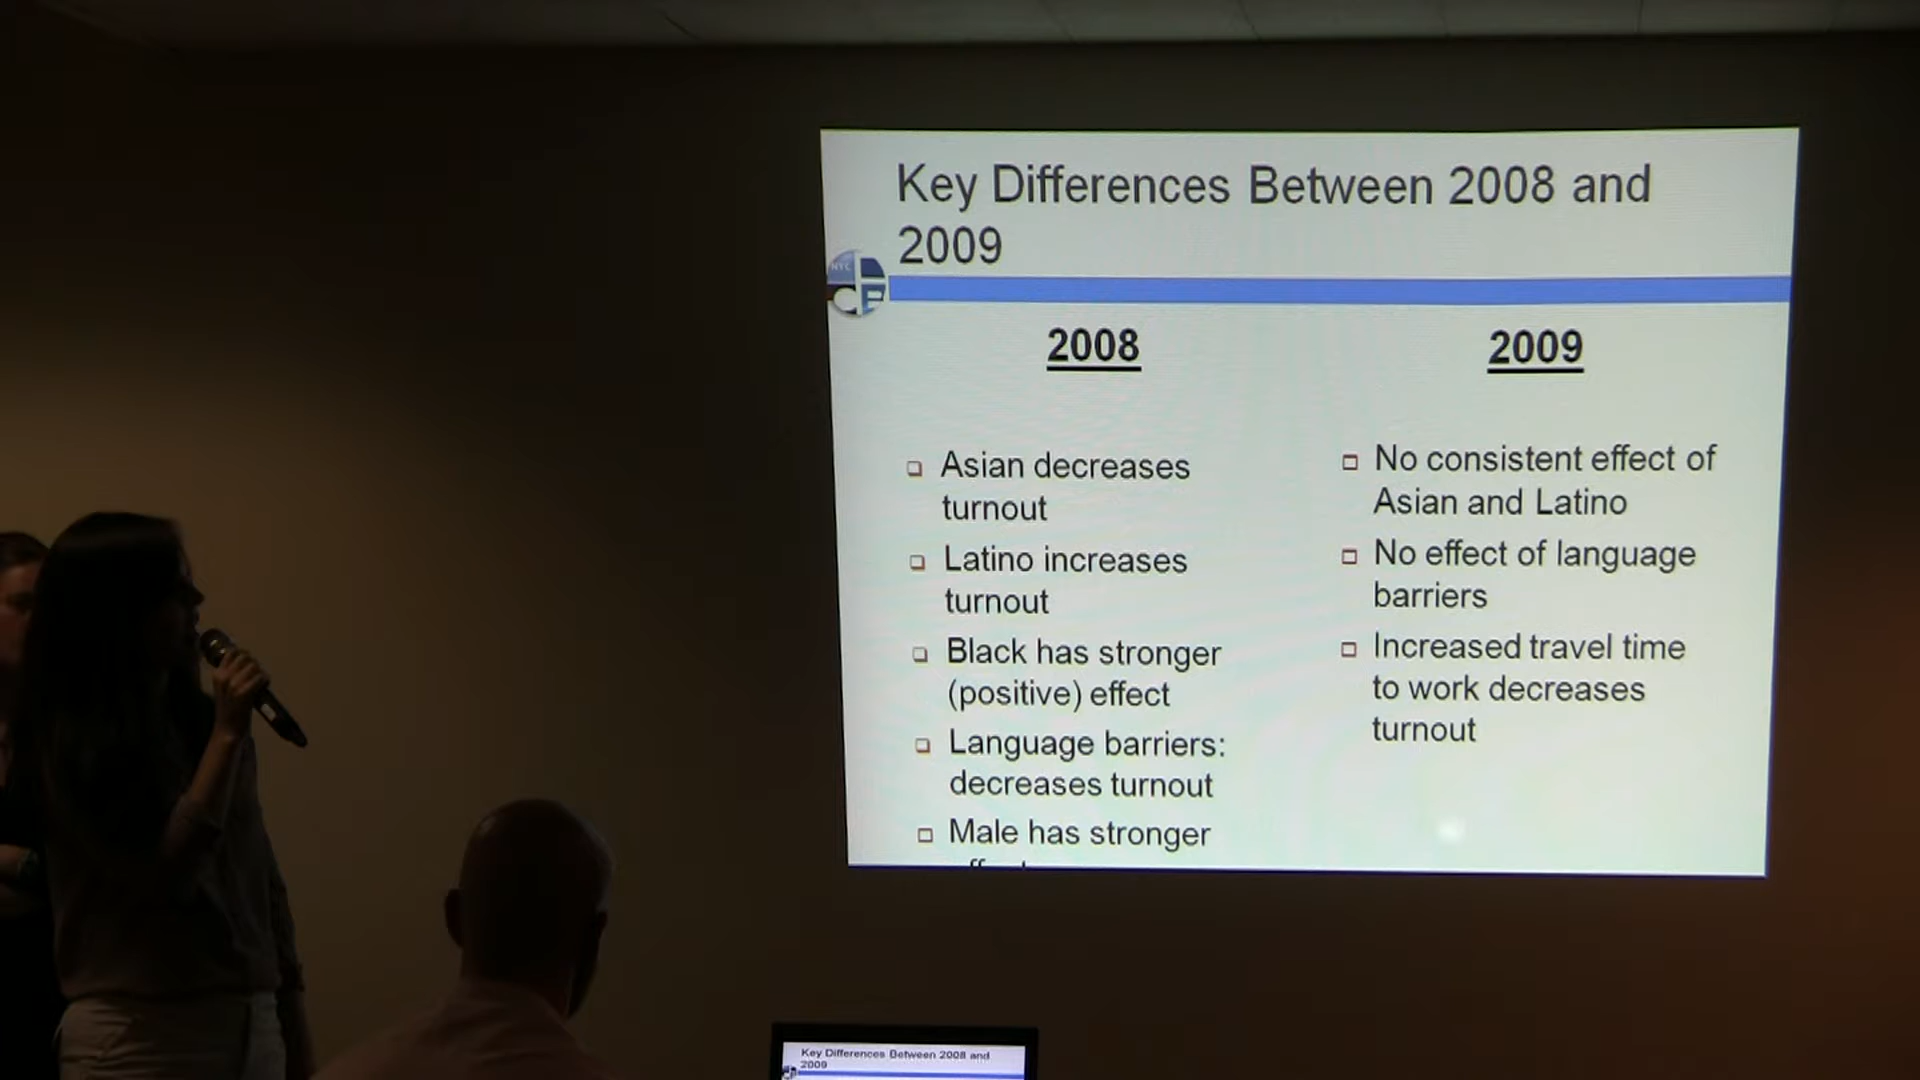 Key Differences Between 2008 and
2009
NYC
2008
Asian decreases
turnout
Latino increases
turnout
Black has stronger
(positive) effect
Language barriers:
decreases turnout
Male has stronger
2009
No consistent effect of
Asian and Latino
No effect of language
barriers
Increased travel time
to work decreases
turnout
Key Differences Between 2008 and
2009